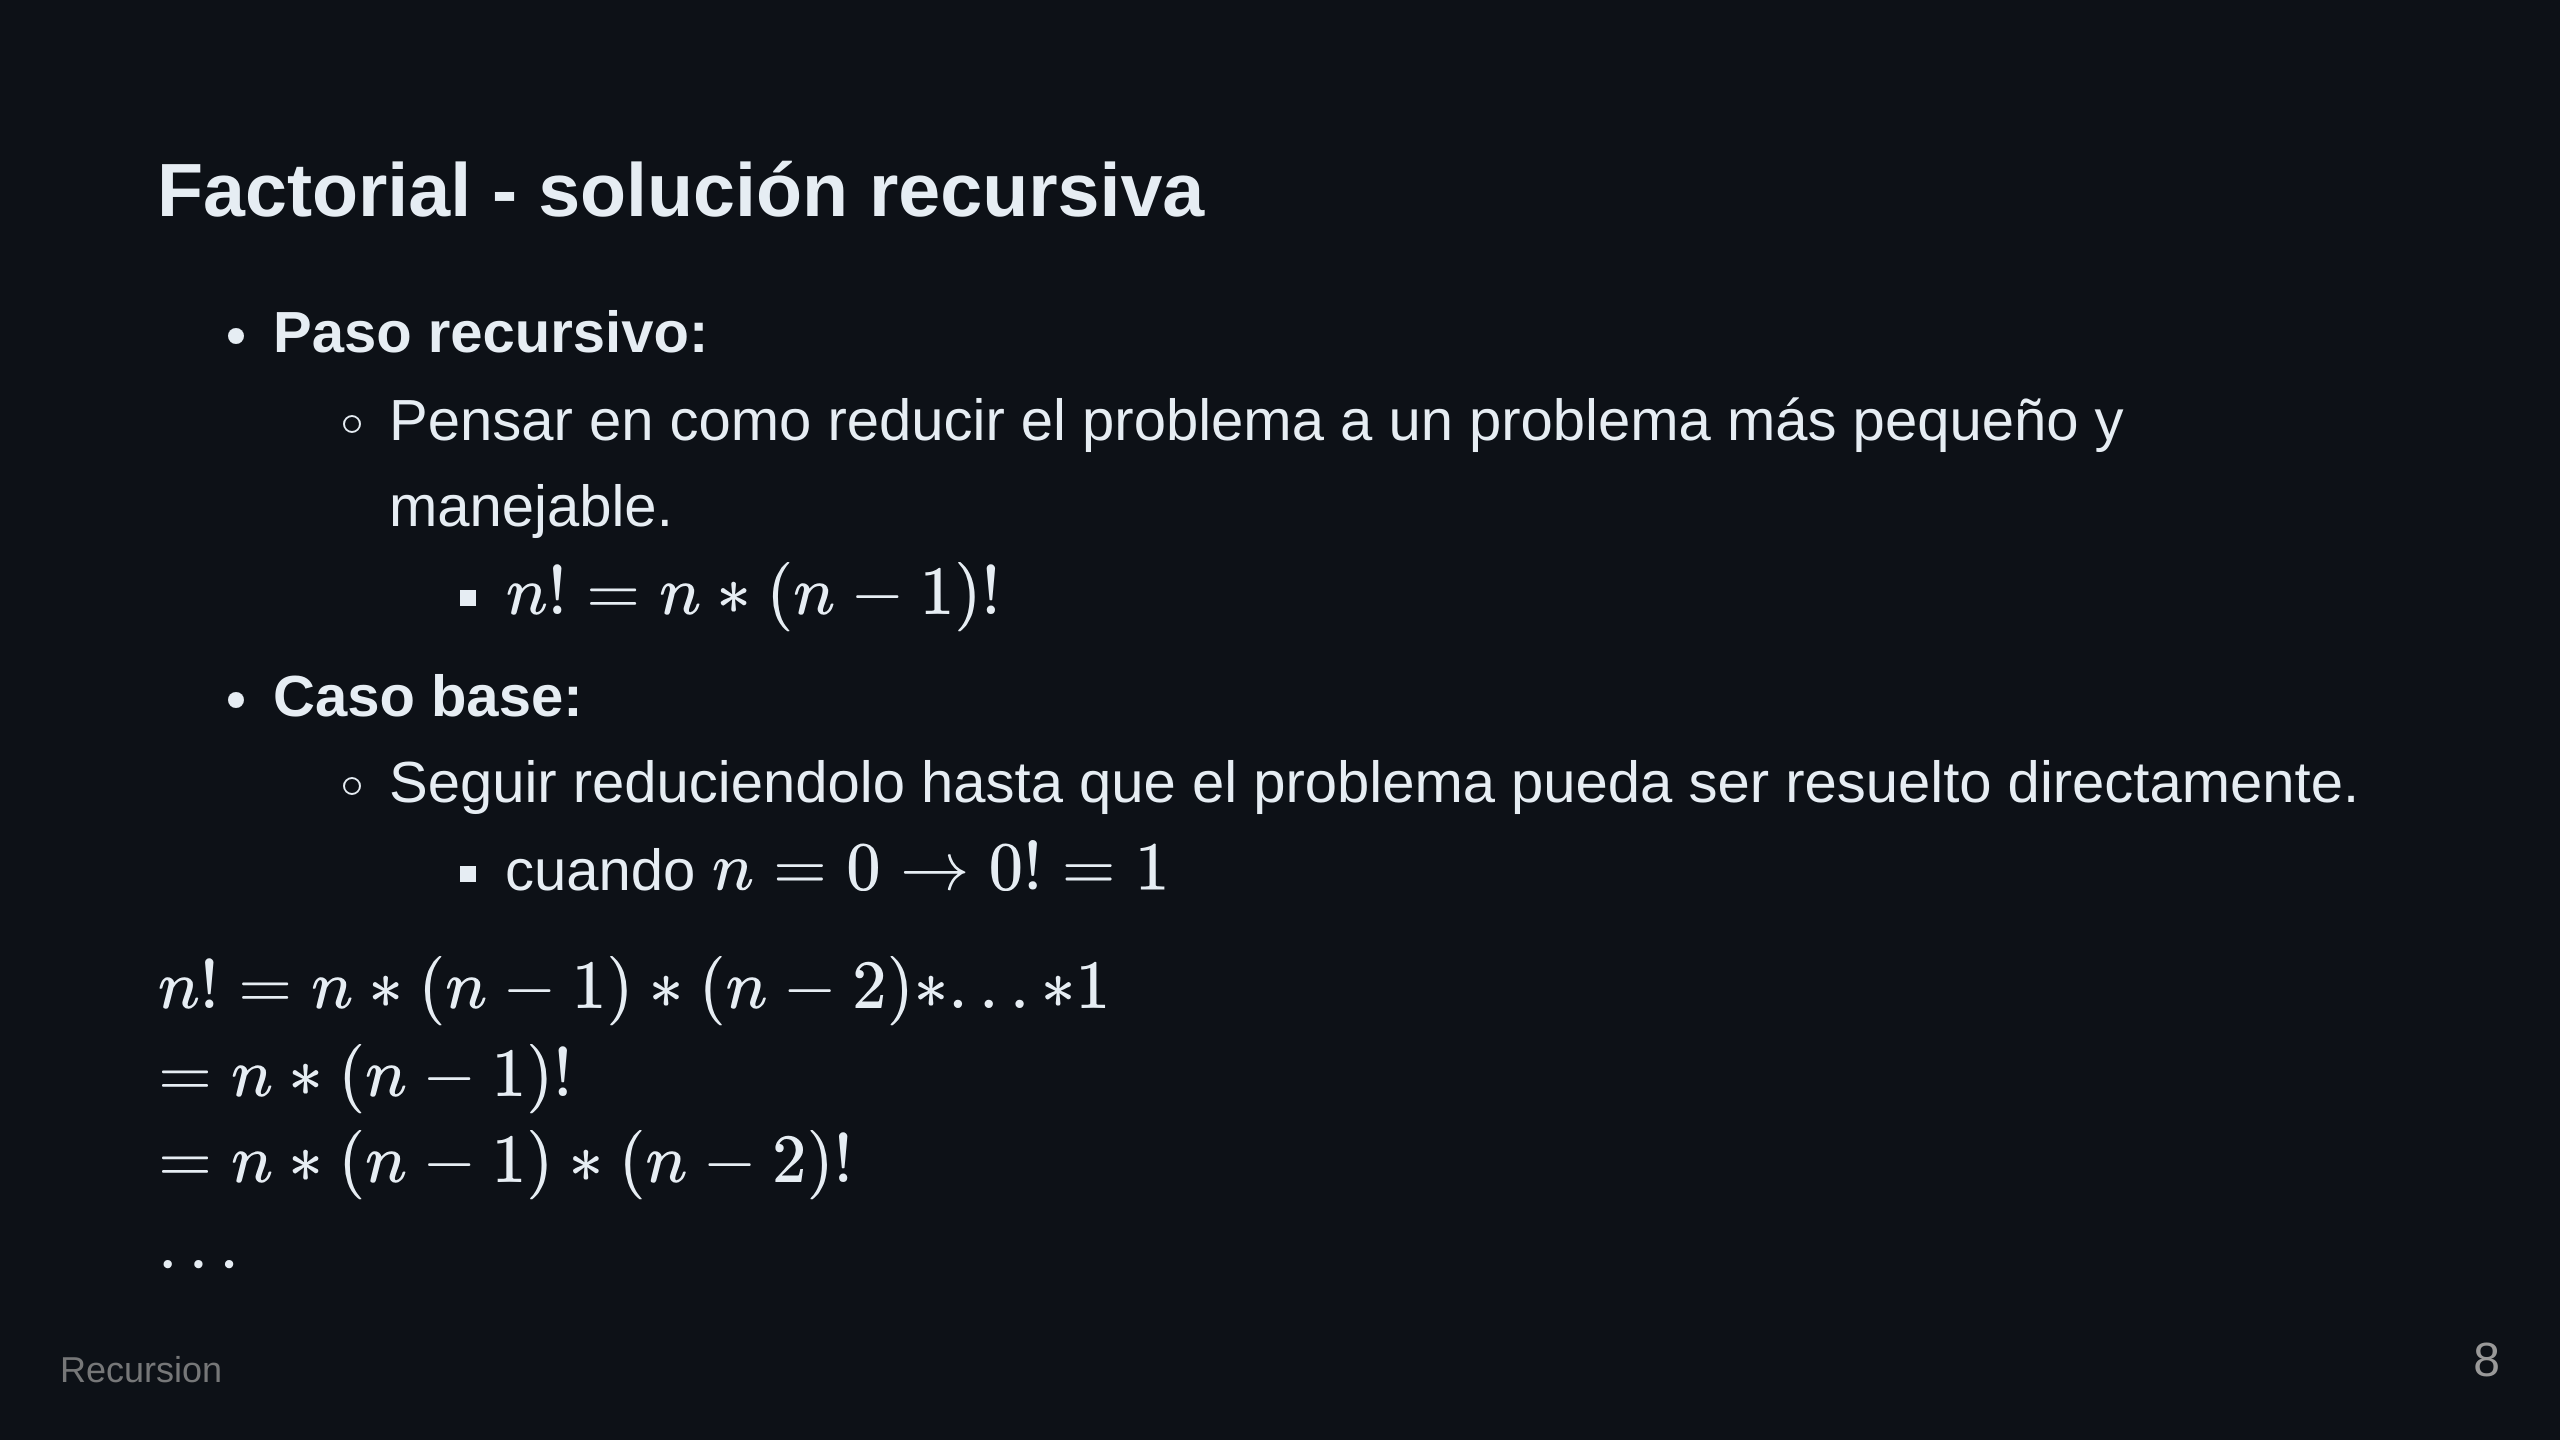 Factorial - solución recursiva
• Paso recursivo:
◦ Pensar en como reducir el problema a un problema más pequeño y
manejable.
▪ n! = n ∗ (n − 1)!
• Caso base:
◦ Seguir reduciendolo hasta que el problema pueda ser resuelto directamente.
▪ cuando n = 0 → 0! = 1
n! = n ∗ (n − 1) ∗ (n − 2)∗. . . ∗1
= n ∗ (n − 1)!
= n ∗ (n − 1) ∗ (n − 2)!
. . .
Recursion
8